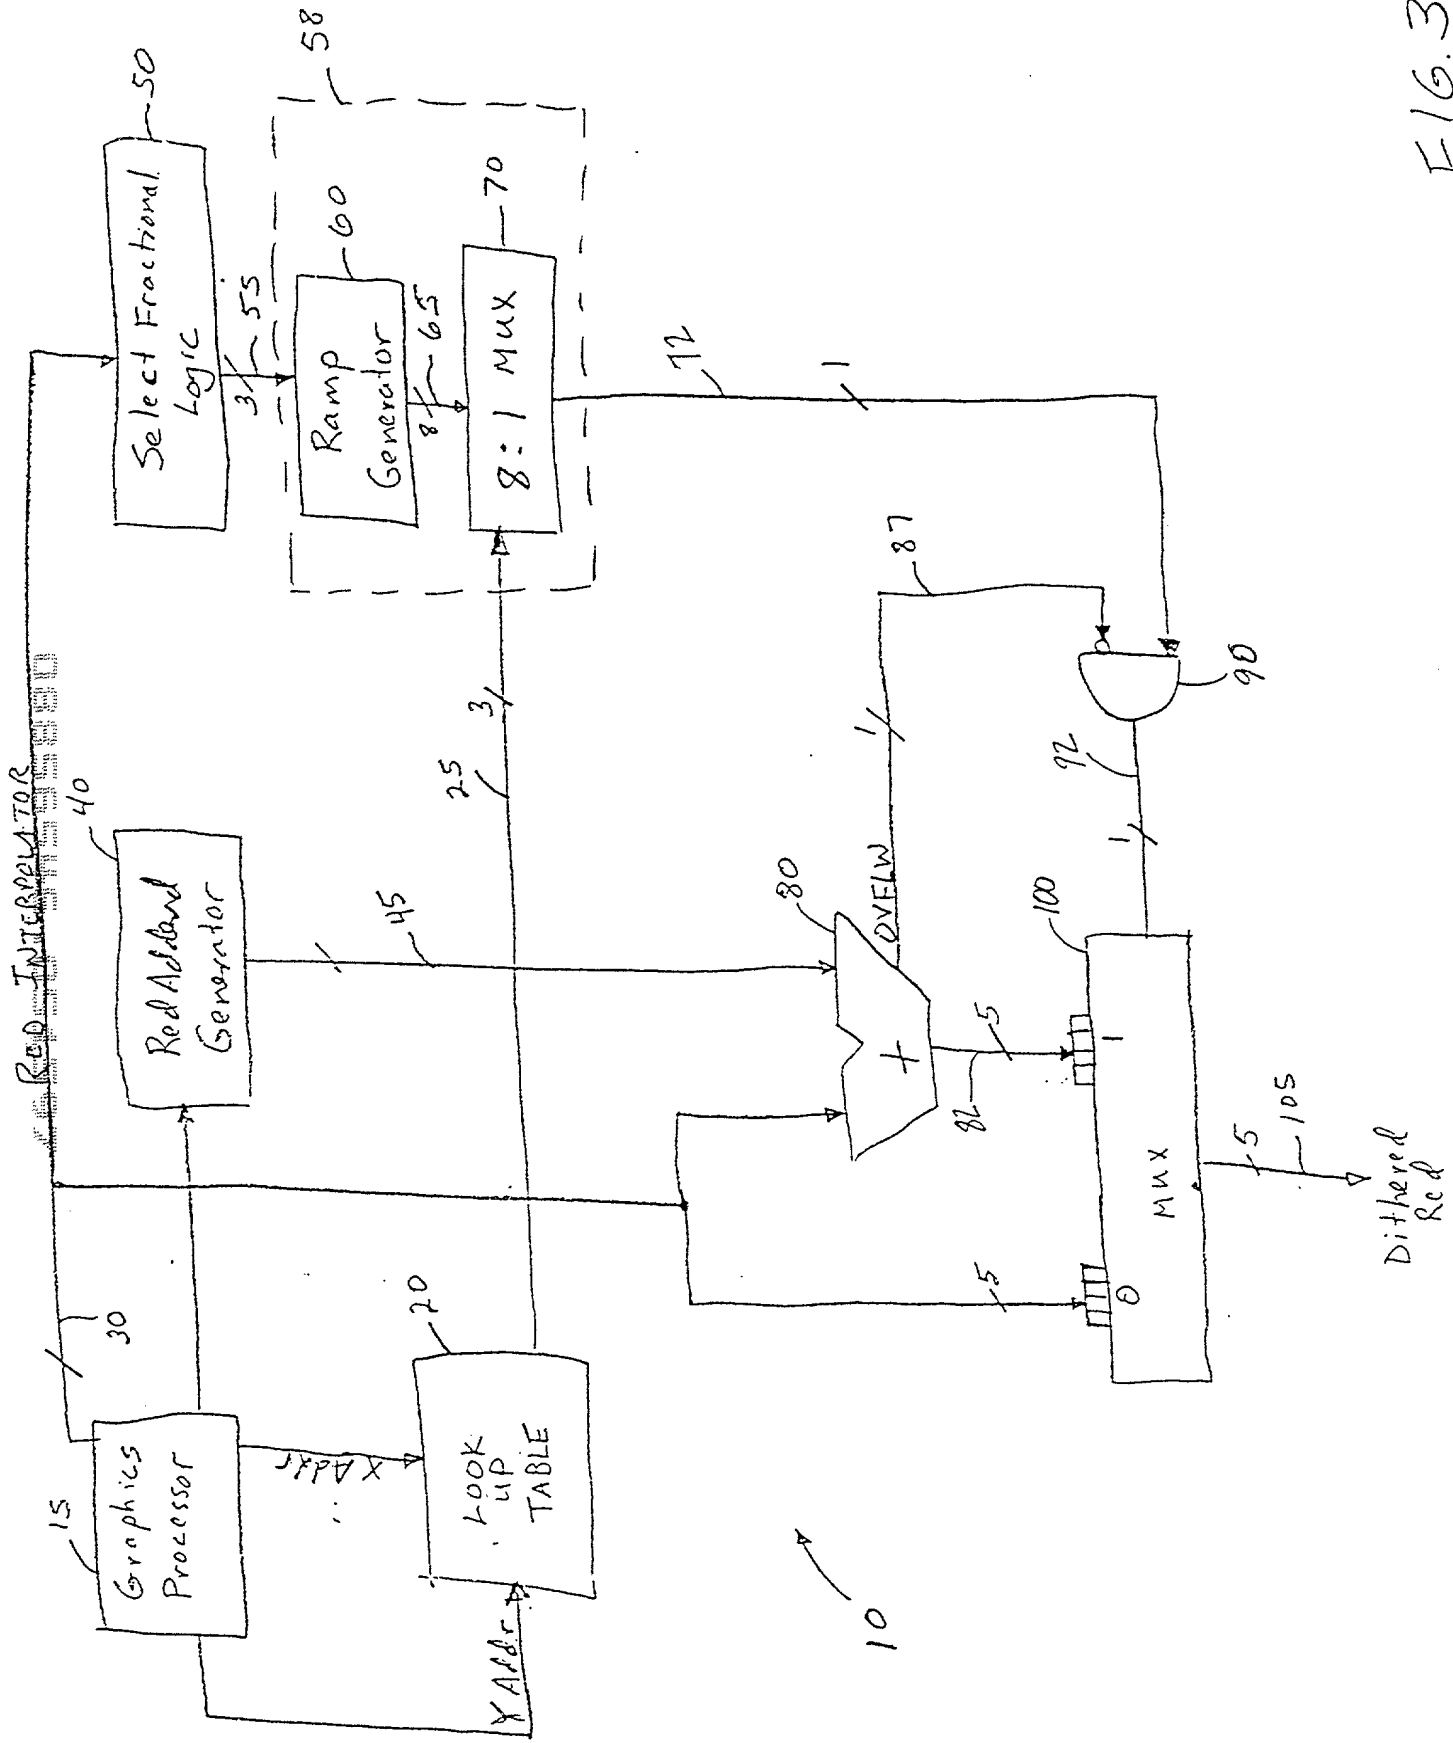 FIG. 3
RED INTERPOLATOR
15
Graphics
Processor
30
40
Red Addend
Generator
50
Select Fractional
Logic
3
55
58
60
Ramp
Generator
8
65
70
8:1 MUX
X Addr
Y Addr
20
LOOK
UP
TABLE
25
3
45
72
1
80
+
OVFLW
1
87
90
92
1
82
5
5
100
0
1
MUX
5
105
Dithered
Red
10